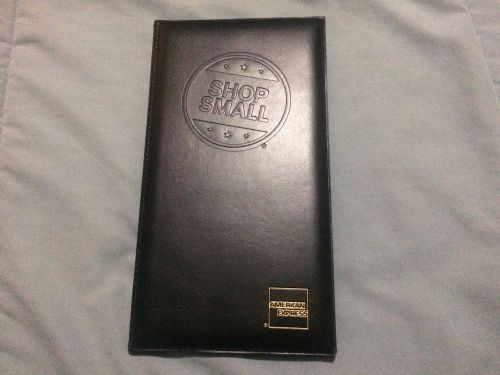 SHOP
SMALL
®
AMERICAN
EXPRESS
®